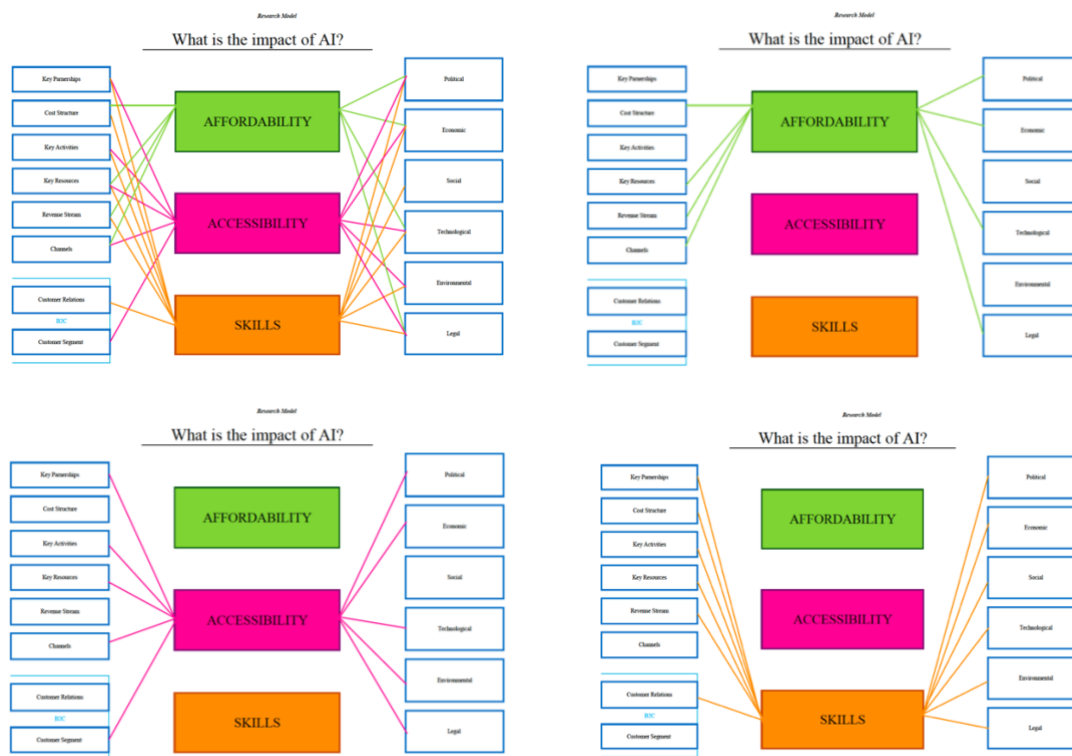 Research Model
What is the impact of AI?
Key Parnerships
Cost Structure
Key Activities
Key Resources
Revenue Stream
Channels
Customer Relations
B2C
Customer Segment
AFFORDABILITY
ACCESSIBILITY
SKILLS
Political
Economic
Social
Technological
Environmental
Legal
Research Model
What is the impact of AI?
Key Parnerships
Cost Structure
Key Activities
Key Resources
Revenue Stream
Channels
Customer Relations
B2C
Customer Segment
AFFORDABILITY
ACCESSIBILITY
SKILLS
Political
Economic
Social
Technological
Environmental
Legal
Research Model
What is the impact of AI?
Key Parnerships
Cost Structure
Key Activities
Key Resources
Revenue Stream
Channels
Customer Relations
B2C
Customer Segment
AFFORDABILITY
ACCESSIBILITY
SKILLS
Political
Economic
Social
Technological
Environmental
Legal
Research Model
What is the impact of AI?
Key Parnerships
Cost Structure
Key Activities
Key Resources
Revenue Stream
Channels
Customer Relations
B2C
Customer Segment
AFFORDABILITY
ACCESSIBILITY
SKILLS
Political
Economic
Social
Technological
Environmental
Legal